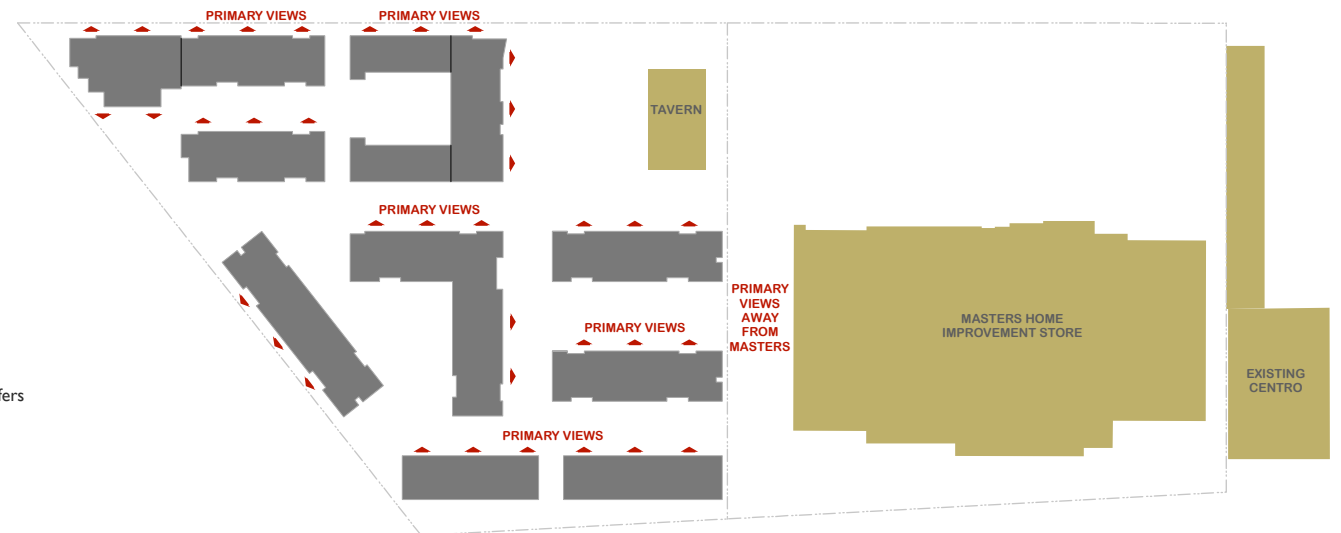 PRIMARY VIEWS
PRIMARY VIEWS
TAVERN
PRIMARY VIEWS
PRIMARY
VIEWS
AWAY
FROM
MASTERS
MASTERS HOME
IMPROVEMENT STORE
PRIMARY VIEWS
EXISTING
CENTRO
PRIMARY VIEWS